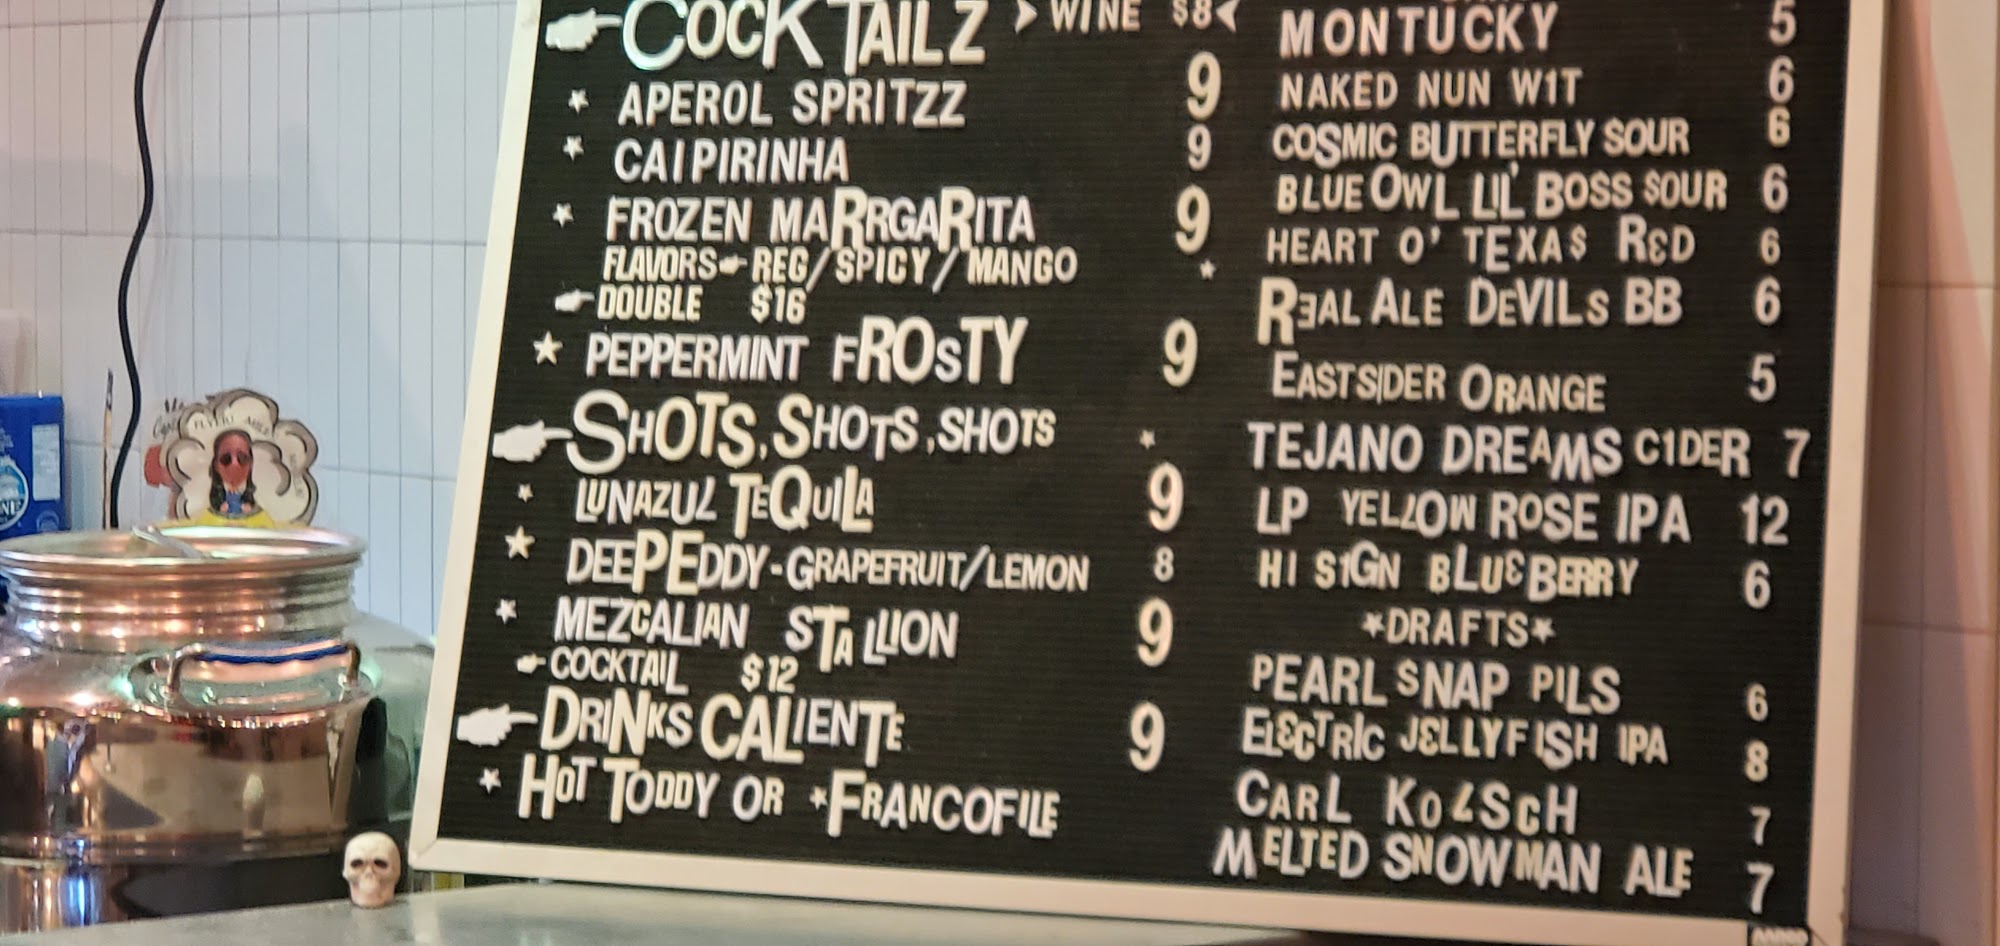 COCKTAILZ WINE $8
APEROL SPRITZZ 9
CAIPIRINHA 9
FROZEN MARRGARITA 9
FLAVORS REG/SPICY/MANGO
DOUBLE $16
PEPPERMINT FROSTY 9
SHOTS, SHOTS, SHOTS
LUNAZUL TEQUILA 9
DEEPEDDY-GRAPEFRUIT/LEMON 8
MEZCALIAN STALLION 9
COCKTAIL $12
DRINKS CALIENTE 9
HOT TODDY OR *FRANCOFILE
MONTUCKY 5
NAKED NUN W1T 6
COSMIC BUTTERFLY SOUR 6
BLUE OWL LIL' BOSS SOUR 6
HEART O' TEXAS RED 6
REAL ALE DEVILS BB 6
EASTSIDER ORANGE 5
TEJANO DREAMS C1DER 7
LP YELLOW ROSE IPA 12
HI S1GN BLUEBERRY 6
*DRAFTS*
PEARL SNAP PILS 6
ELECTRIC JELLYFISH IPA 8
CARL KOLSCH 7
MELTED SNOWMAN ALE 7